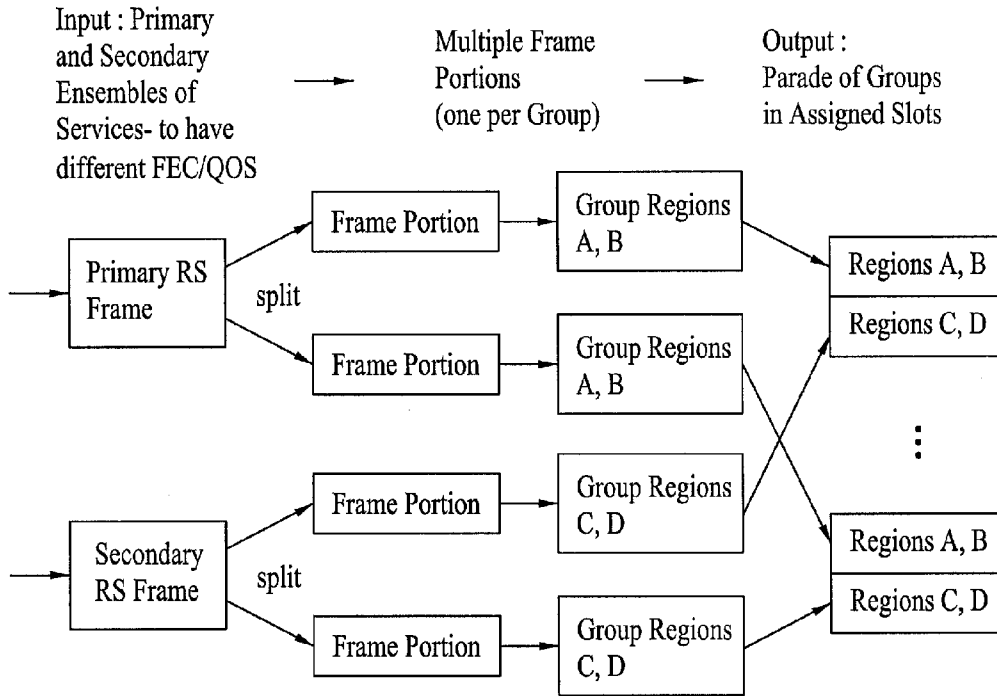 Input : Primary
and Secondary
Ensembles of
Services- to have
different FEC/QOS
Multiple Frame
Portions
(one per Group)
Output :
Parade of Groups
in Assigned Slots
Primary RS
Frame
split
Frame Portion
Frame Portion
Group Regions
A, B
Group Regions
A, B
Regions A, B
Regions C, D
Secondary
RS Frame
split
Frame Portion
Frame Portion
Group Regions
C, D
Group Regions
C, D
Regions A, B
Regions C, D